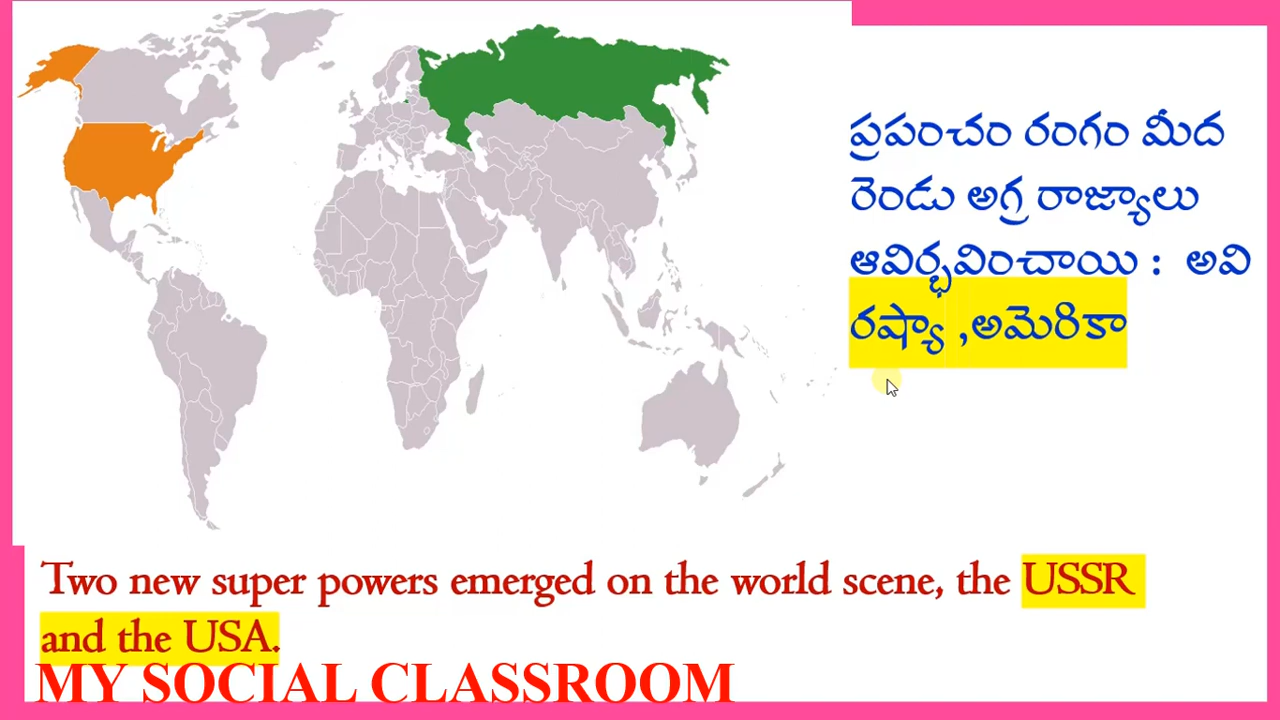 ప్రపంచం రంగం మీద
రెండు అగ్ర రాజ్యాలు
ఆవిర్భవించాయి : అవి
రష్యా ,అమెరికా
Two new super powers emerged on the world scene, the USSR
and the USA.
MY SOCIAL CLASSROOM